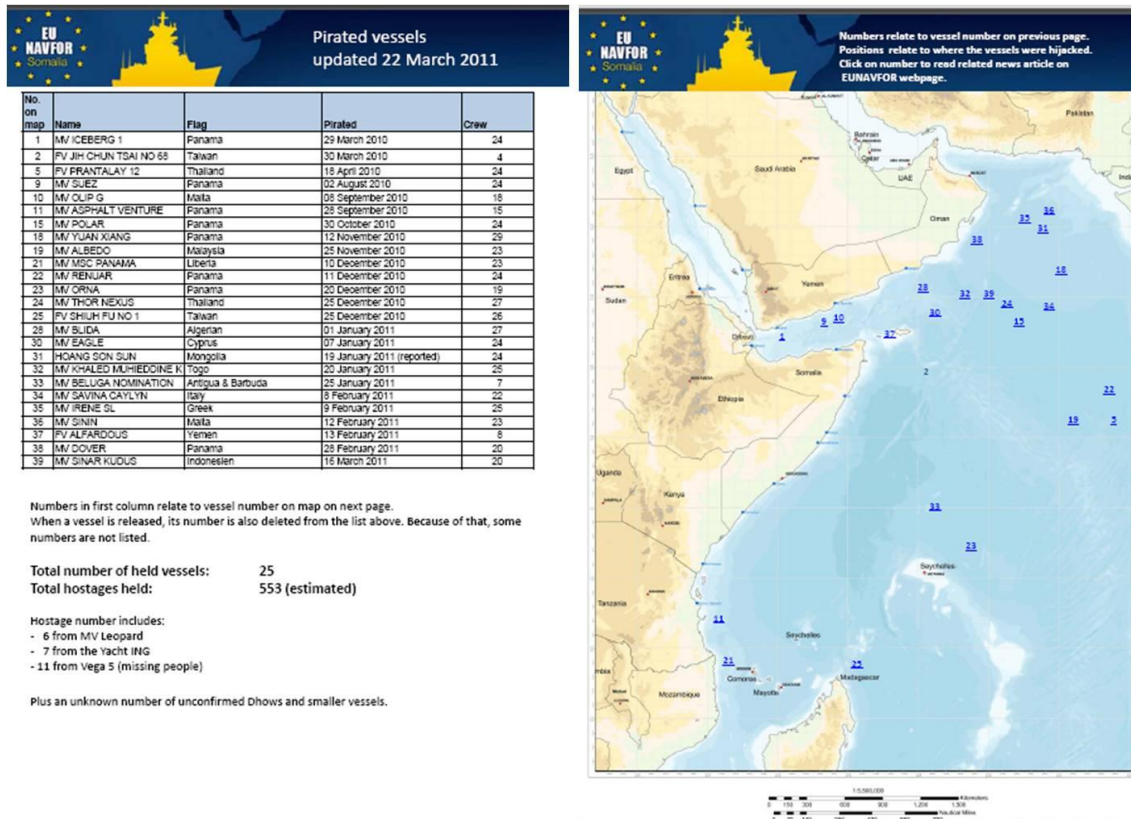 EU
NAVFOR
Somalia
Pirated vessels
updated 22 March 2011
No. on map Name Flag Pirated Crew
1 MV ICEBERG 1 Panama 29 March 2010 24
2 FV JIH CHUN TSAI NO 68 Taiwan 30 March 2010 4
5 FV PRANTALAY 12 Thailand 18 April 2010 24
9 MV SUEZ Panama 02 August 2010 24
10 MV OLIP G Malta 08 September 2010 18
11 MV ASPHALT VENTURE Panama 28 September 2010 15
15 MV POLAR Panama 30 October 2010 24
18 MV YUAN XIANG Panama 12 November 2010 29
19 MV ALBEDO Malaysia 25 November 2010 23
21 MV MSC PANAMA Liberia 10 December 2010 23
22 MV RENUAR Panama 11 December 2010 24
23 MV ORNA Panama 20 December 2010 19
24 MV THOR NEXUS Thailand 25 December 2010 27
25 FV SHIUH FU NO 1 Taiwan 25 December 2010 26
28 MV BLIDA Algerian 01 January 2011 27
30 MV EAGLE Cyprus 07 January 2011 24
31 HOANG SON SUN Mongolia 19 January 2011 (reported) 24
32 MV KHALED MUHIEDDINE K Togo 20 January 2011 25
33 MV BELUGA NOMINATION Antigua & Barbuda 25 January 2011 7
34 MV SAVINA CAYLYN Italy 8 February 2011 22
35 MV IRENE SL Greek 9 February 2011 25
36 MV SININ Malta 12 February 2011 23
37 FV ALFARDOUS Yemen 13 February 2011 8
38 MV DOVER Panama 28 February 2011 20
39 MV SINAR KUDUS Indonesien 16 March 2011 20
Numbers in first column relate to vessel number on map on next page.
When a vessel is released, its number is also deleted from the list above. Because of that, some
numbers are not listed.
Total number of held vessels: 25
Total hostages held: 553 (estimated)
Hostage number includes:
- 6 from MV Leopard
- 7 from the Yacht ING
- 11 from Vega 5 (missing people)
Plus an unknown number of unconfirmed Dhows and smaller vessels.
EU
NAVFOR
Somalia
Numbers relate to vessel number on previous page.
Positions relate to where the vessels were hijacked.
Click on number to read related news article on
EUNAVFOR webpage.
Pakistan
Bahrain
Qatar
Egypt
Saudi Arabia
UAE
Oman
36
35
31
38
18
Eritrea
Yemen
Sudan
28
32
39
24
34
30
15
9
10
Djibouti
1
37
Somalia
2
Ethiopia
22
19
5
Uganda
Kenya
33
23
Seychelles
Tanzania
11
Seychelles
21
25
Comoros
Madagascar
Mayotte
Mozambique
1:5,500,000
Kilometers
0 150 300 600 900 1,200 1,500
Nautical Miles